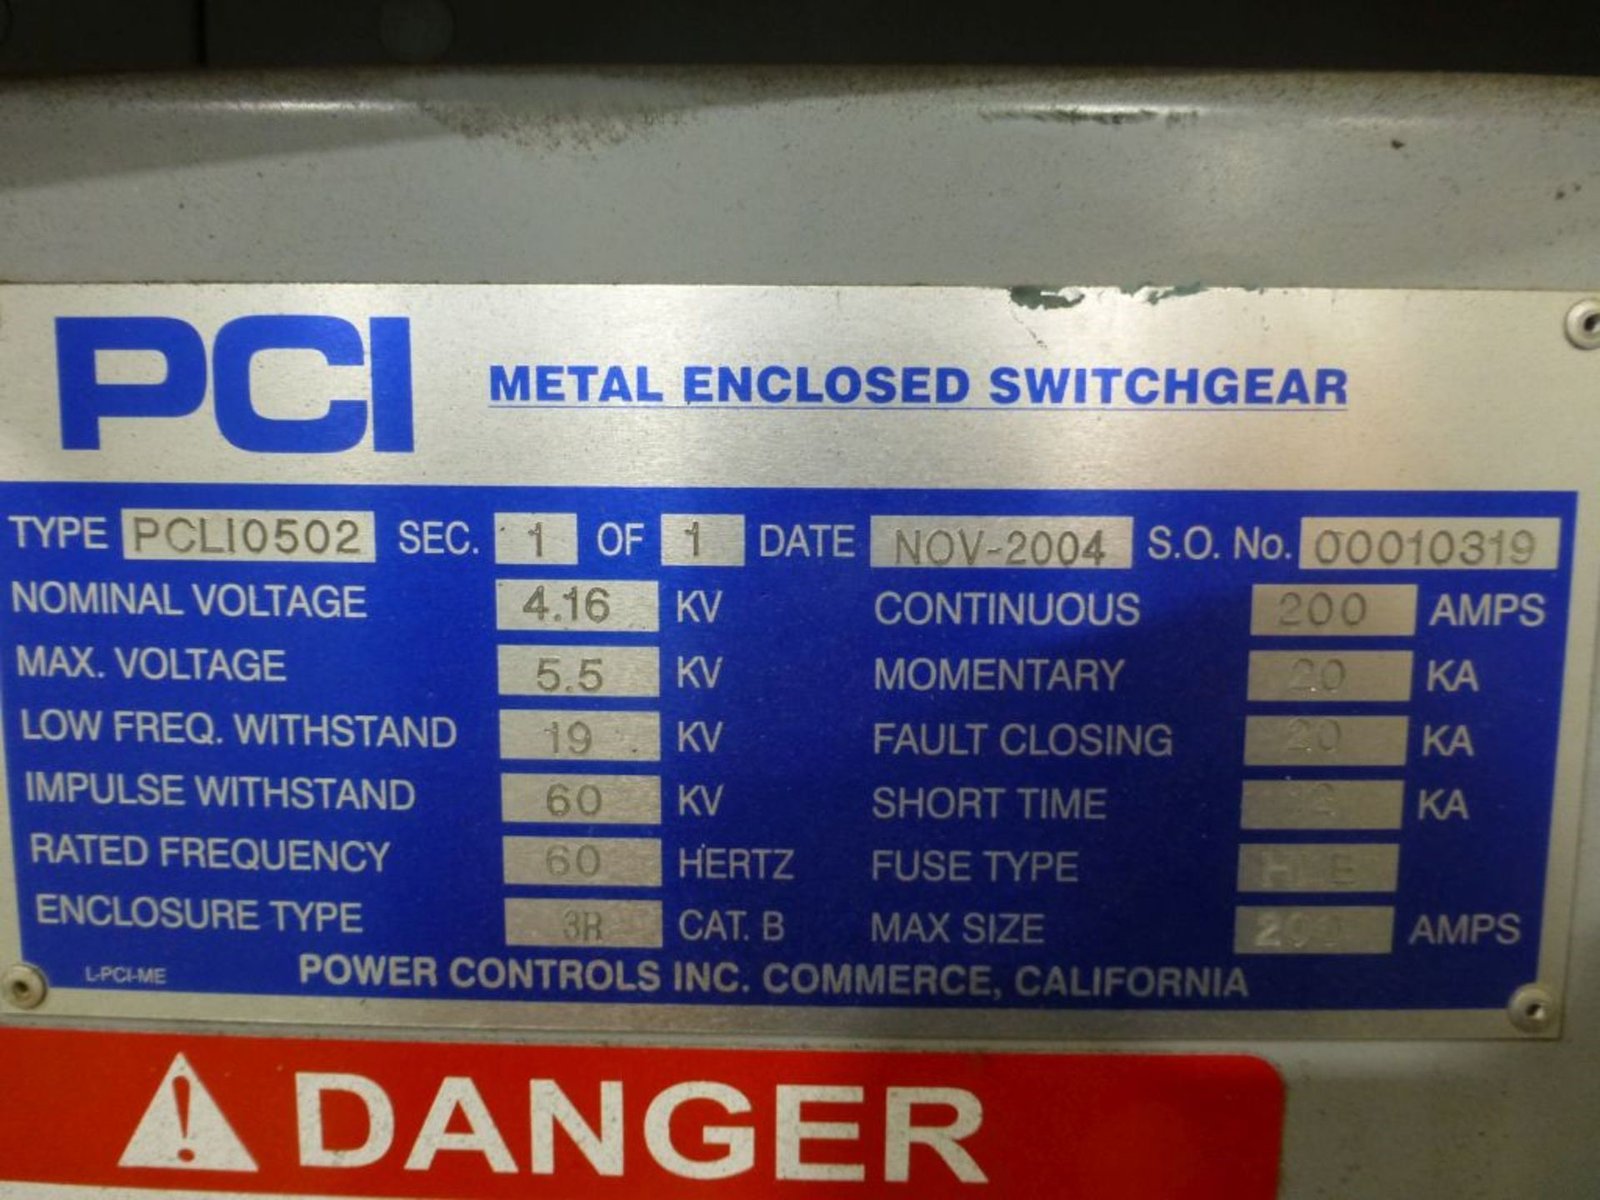 PCI METAL ENCLOSED SWITCHGEAR
TYPE PCLI0502 SEC. 1 OF 1 DATE NOV-2004 S.O. No. 00010319
NOMINAL VOLTAGE 4.16 KV CONTINUOUS 200 AMPS
MAX. VOLTAGE 5.5 KV MOMENTARY 20 KA
LOW FREQ. WITHSTAND 19 KV FAULT CLOSING 20 KA
IMPULSE WITHSTAND 60 KV SHORT TIME KA
RATED FREQUENCY 60 HERTZ FUSE TYPE
ENCLOSURE TYPE 3R CAT. B MAX SIZE 200 AMPS
L-PCI-ME POWER CONTROLS INC. COMMERCE, CALIFORNIA
DANGER